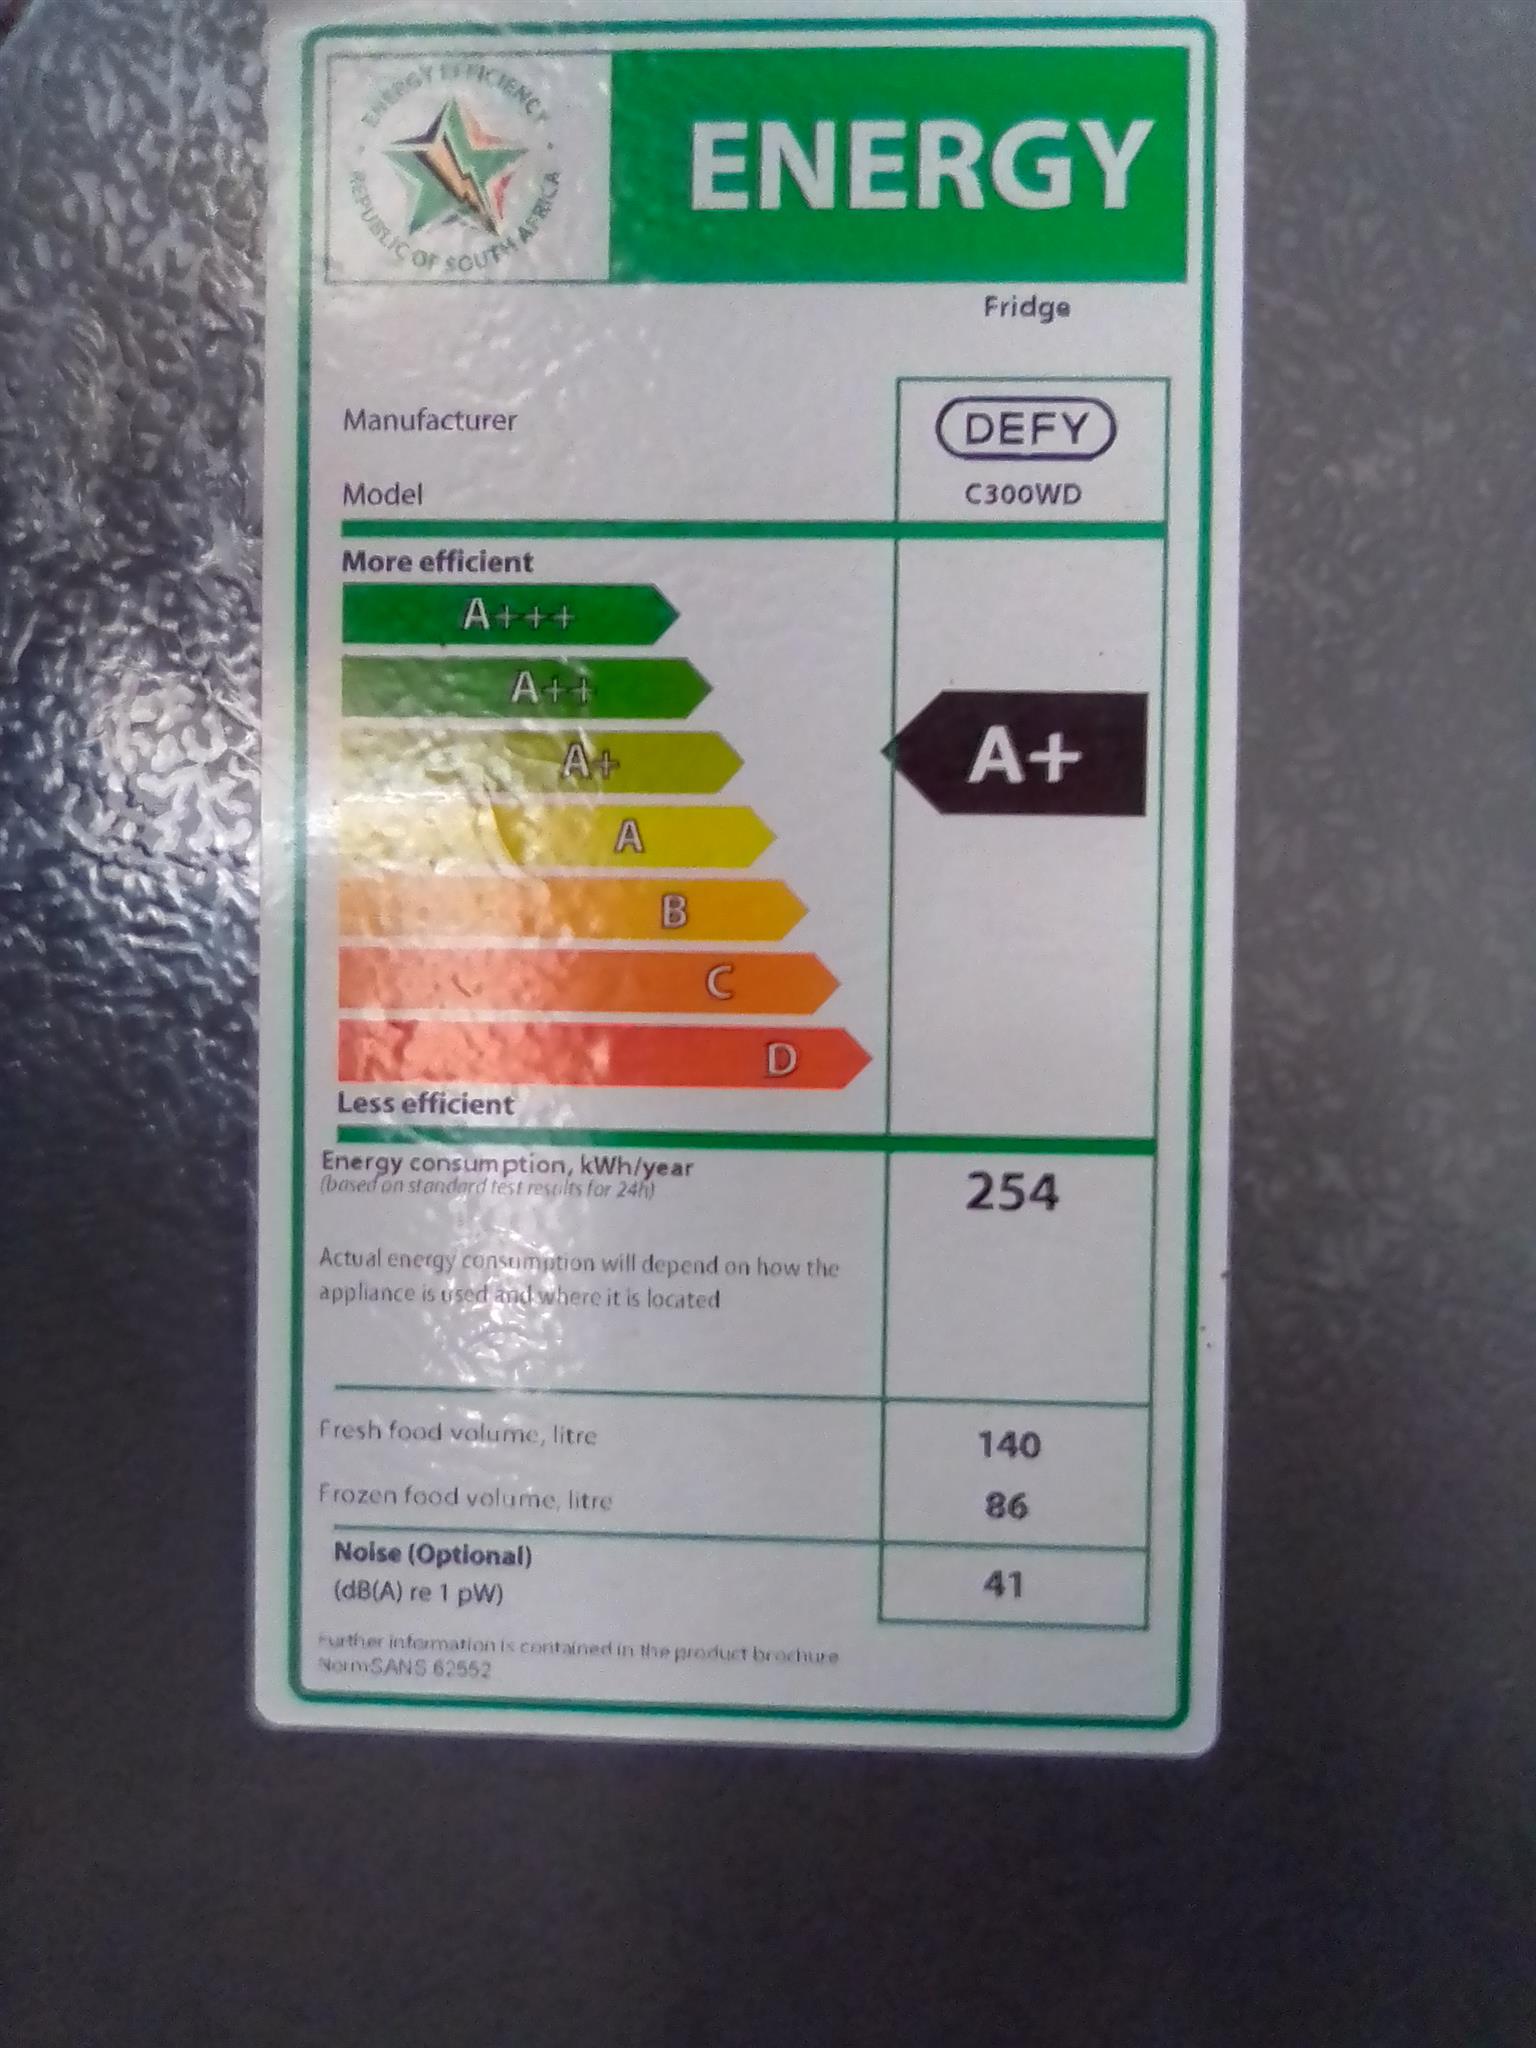 ENERGY EFFICIENCY
REPUBLIC OF SOUTH AFRICA
ENERGY
Fridge
Manufacturer
DEFY
Model
C300WD
More efficient
A+++
A++
A+
A+
A
B
C
D
Less efficient
Energy consumption, kWh/year
254
(based on standard test results for 24h)
Actual energy consumption will depend on how the
appliance is used and where it is located
Fresh food volume, litre
140
Frozen food volume, litre
86
Noise (Optional)
(dB(A) re 1 pW)
41
Further information is contained in the product brochure
Norm SANS 62552